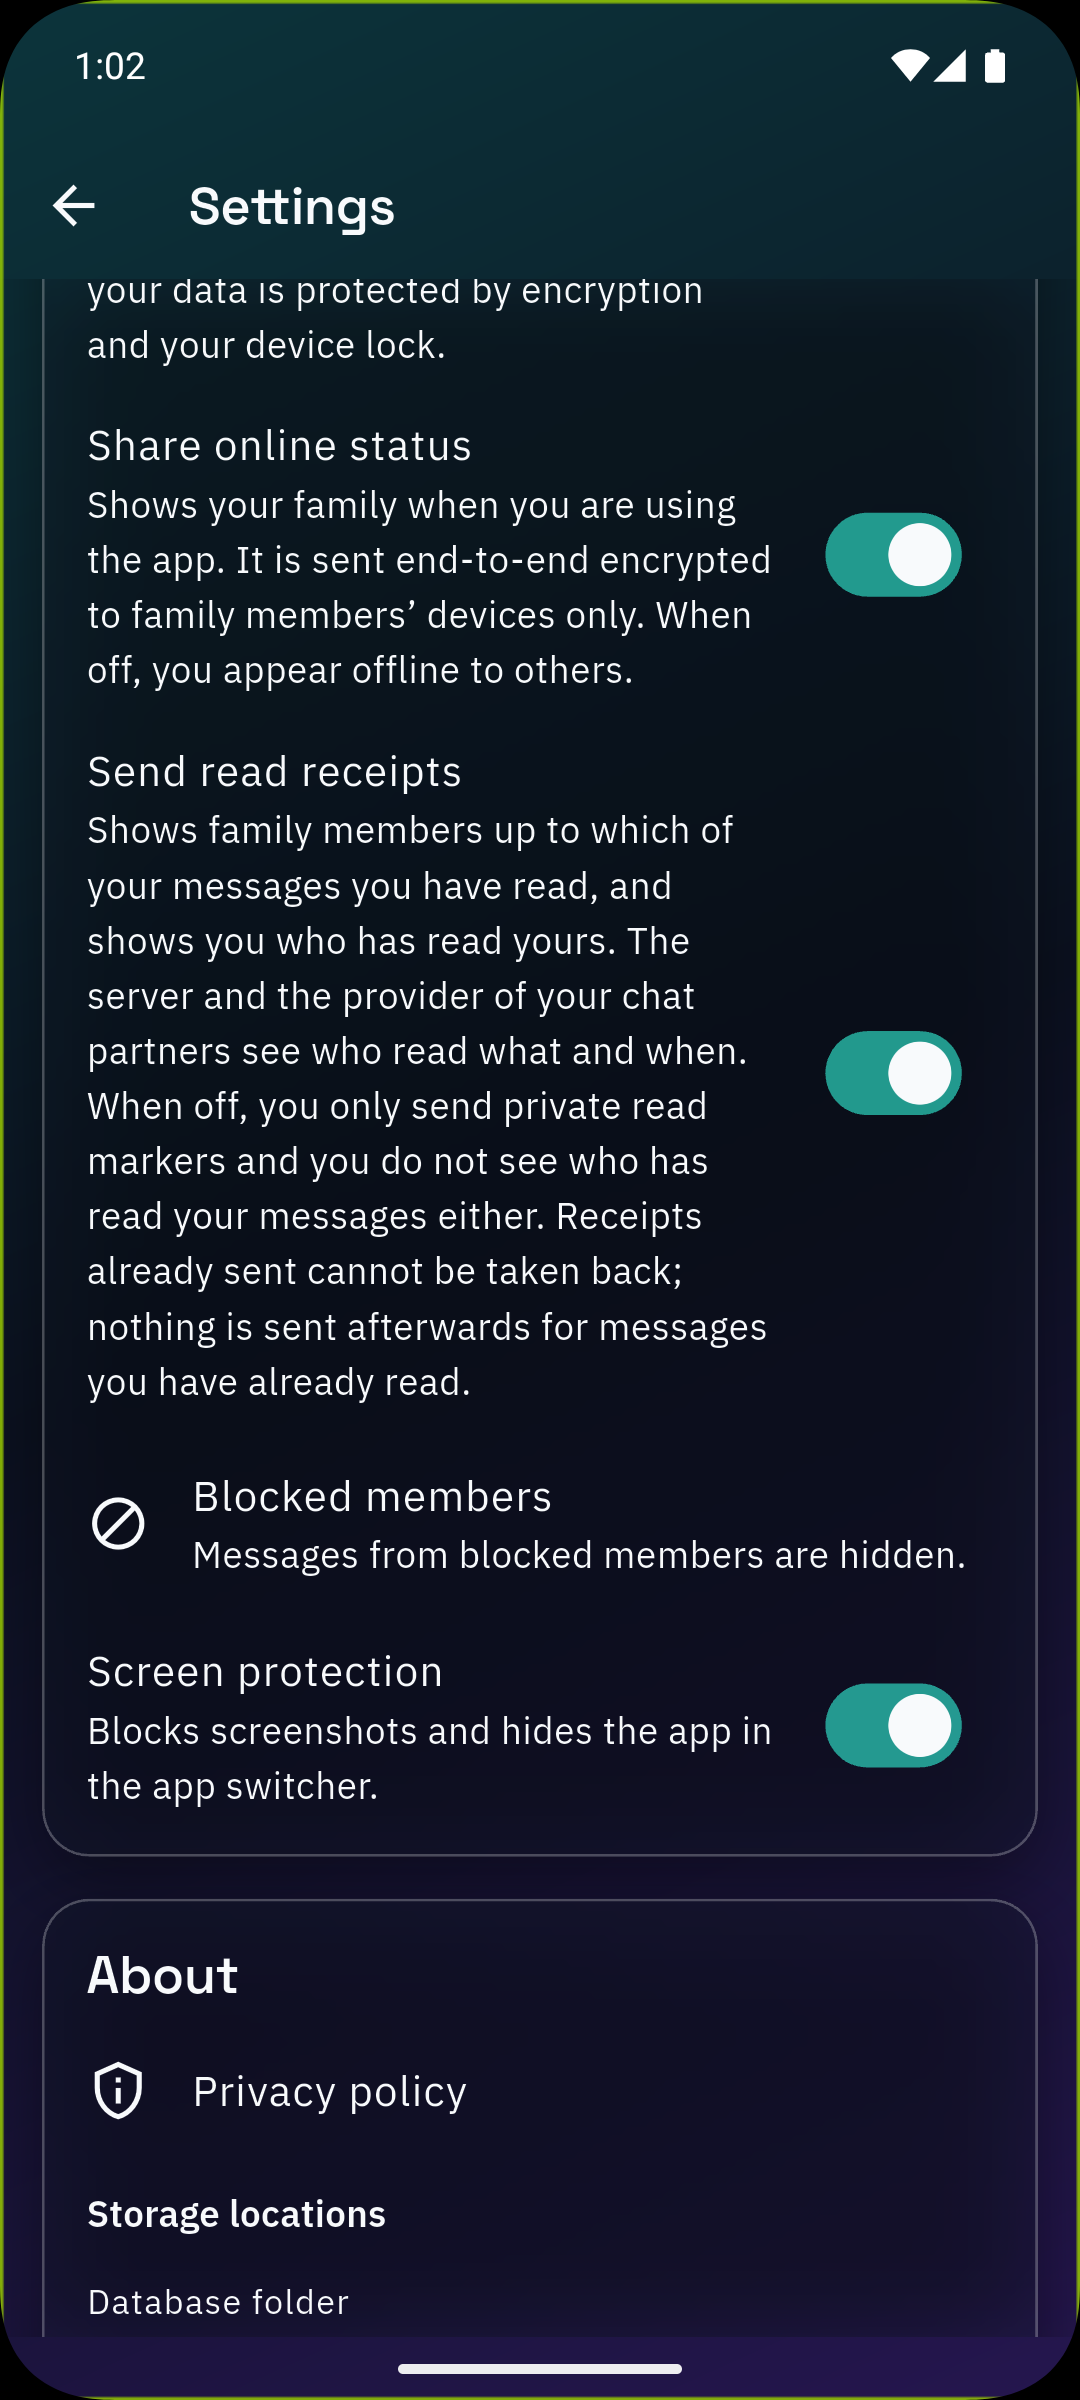 1:02
Settings
your data is protected by encryption
and your device lock.
Share online status
Shows your family when you are using
the app. It is sent end-to-end encrypted
to family members’ devices only. When
off, you appear offline to others.
Send read receipts
Shows family members up to which of
your messages you have read, and
shows you who has read yours. The
server and the provider of your chat
partners see who read what and when.
When off, you only send private read
markers and you do not see who has
read your messages either. Receipts
already sent cannot be taken back;
nothing is sent afterwards for messages
you have already read.
Blocked members
Messages from blocked members are hidden.
Screen protection
Blocks screenshots and hides the app in
the app switcher.
About
Privacy policy
Storage locations
Database folder